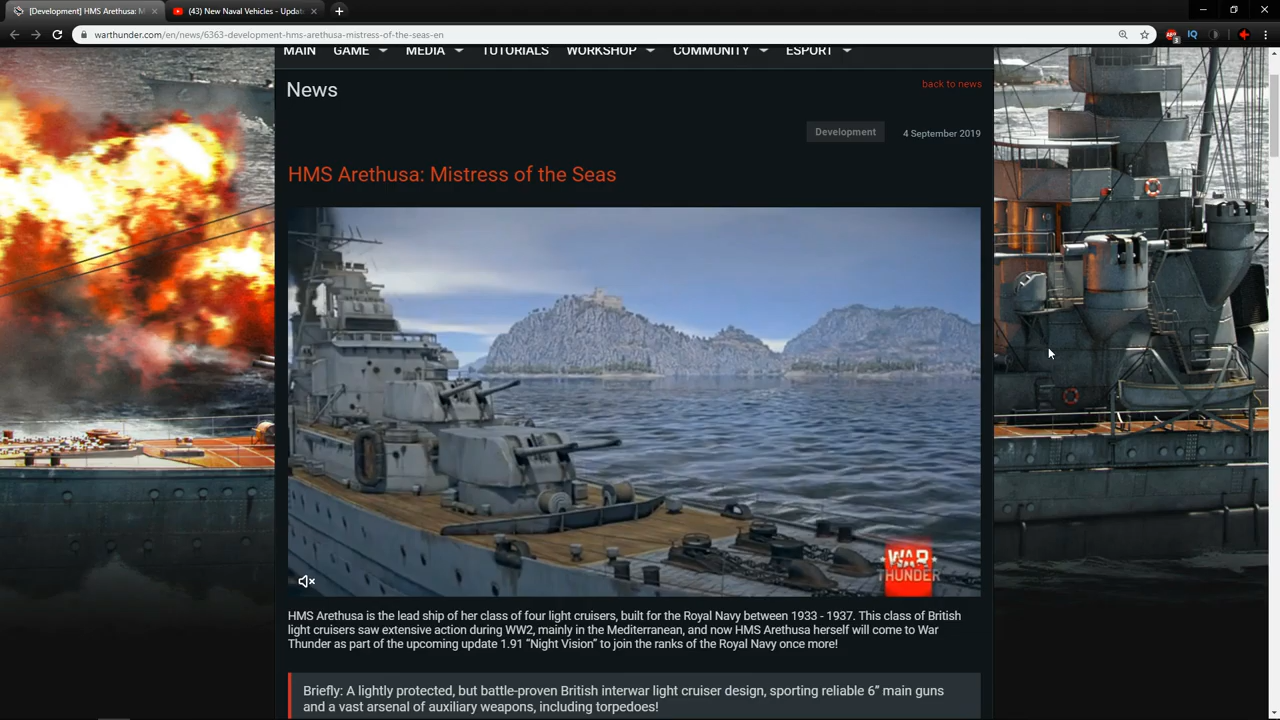 [Development] HMS Arethusa: M
(43) New Naval Vehicles - Updat
warthunder.com/en/news/6363-development-hms-arethusa-mistress-of-the-seas-en
ABP
3
IQ
MAIN GAME MEDIA TUTORIALS WORKSHOP COMMUNITY ESPORT
News
back to news
Development
4 September 2019
HMS Arethusa: Mistress of the Seas
WAR
THUNDER
HMS Arethusa is the lead ship of her class of four light cruisers, built for the Royal Navy between 1933 - 1937. This class of British
light cruisers saw extensive action during WW2, mainly in the Mediterranean, and now HMS Arethusa herself will come to War
Thunder as part of the upcoming update 1.91 “Night Vision” to join the ranks of the Royal Navy once more!
Briefly: A lightly protected, but battle-proven British interwar light cruiser design, sporting reliable 6” main guns
and a vast arsenal of auxiliary weapons, including torpedoes!